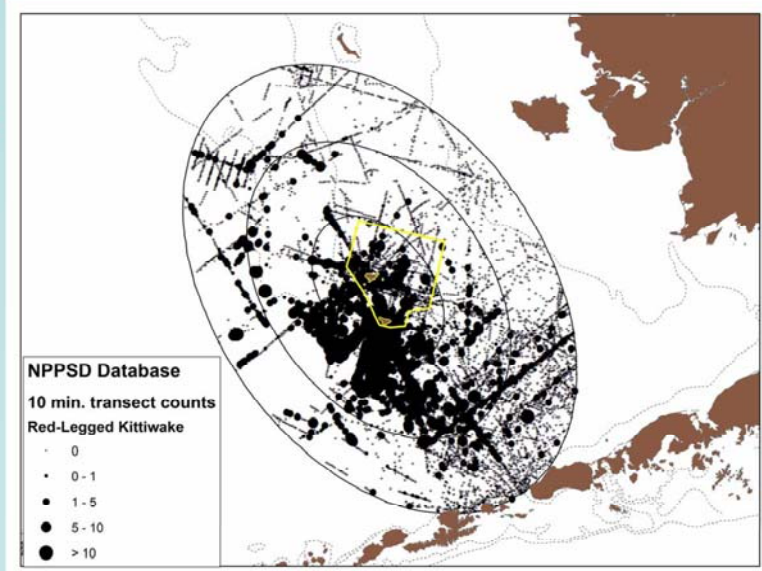 NPPSD Database
10 min. transect counts
Red-Legged Kittiwake
0
0 - 1
1 - 5
5 - 10
> 10